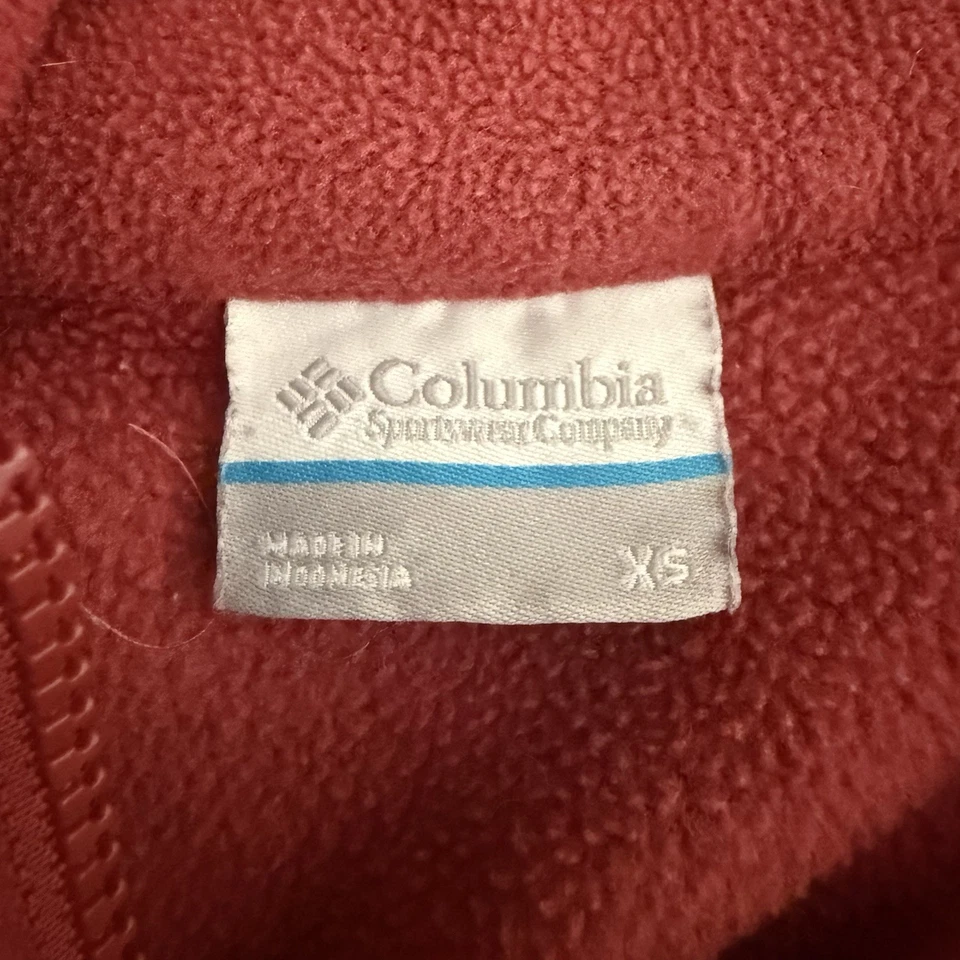 Columbia
Sportswear Company
MADE IN
INDONESIA
XS